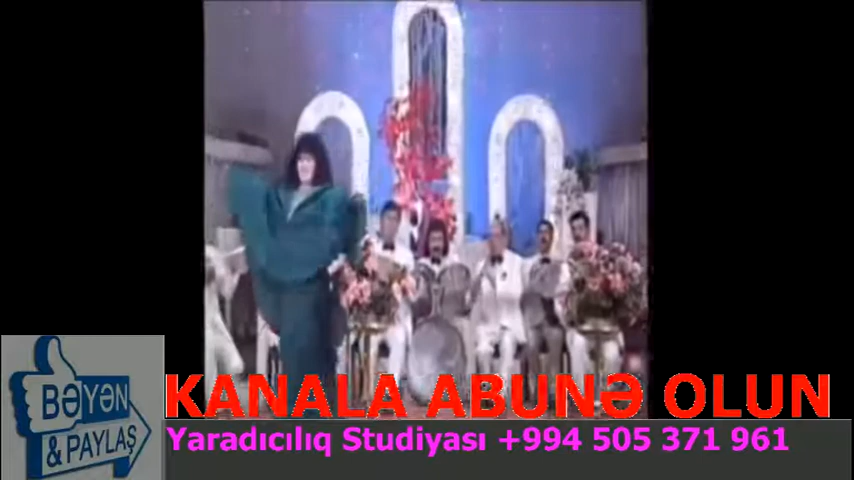 BƏYƏN
& PAYLAŞ
KANALA ABUNƏ OLUN
Yaradıcılıq Studiyası +994 505 371 961